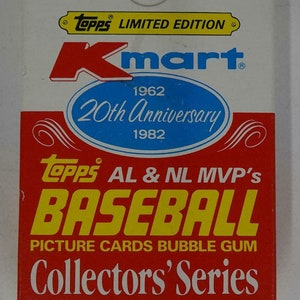 Topps LIMITED EDITION
Kmart®
1962
20th Anniversary
1982
Topps AL & NL MVP's
BASEBALL
PICTURE CARDS BUBBLE GUM
Collectors' Series